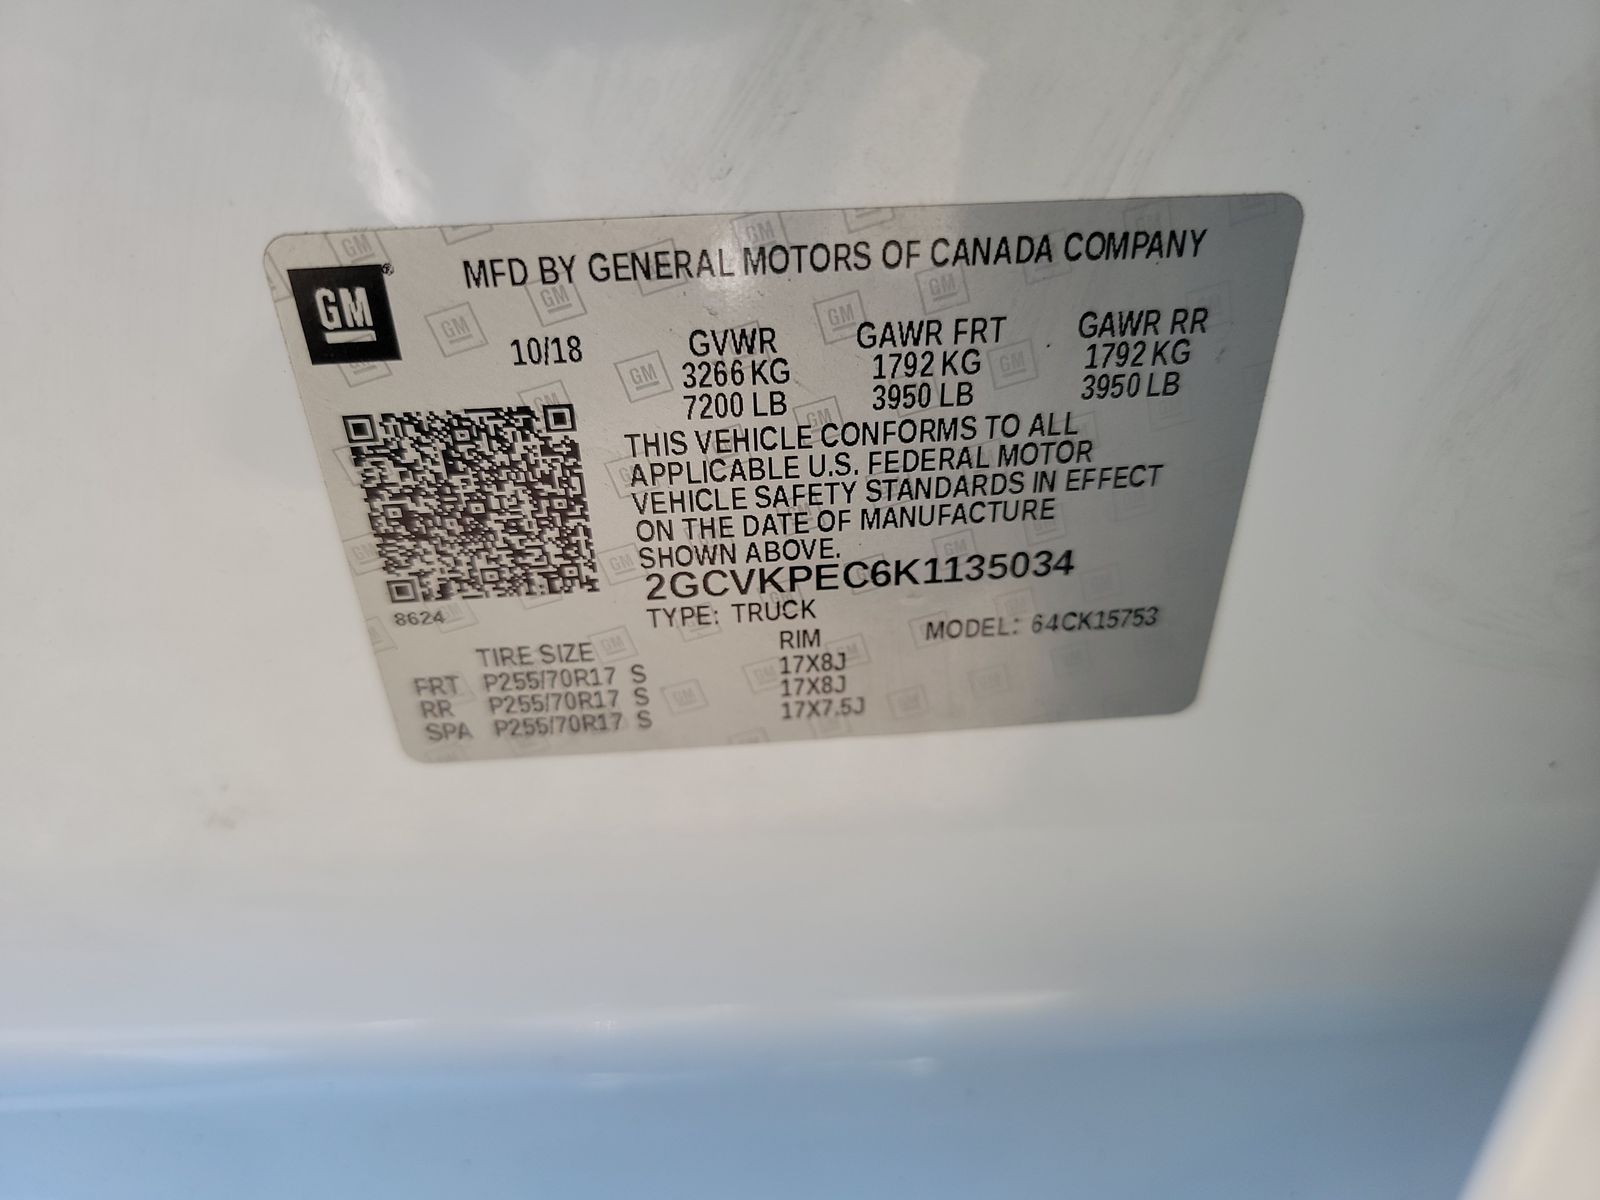 GM
MFD BY GENERAL MOTORS OF CANADA COMPANY
10/18
GVWR GAWR FRT GAWR RR
3266 KG 1792 KG 1792 KG
7200 LB 3950 LB 3950 LB
THIS VEHICLE CONFORMS TO ALL
APPLICABLE U.S. FEDERAL MOTOR
VEHICLE SAFETY STANDARDS IN EFFECT
ON THE DATE OF MANUFACTURE
SHOWN ABOVE.
2GCVKPEC6K1135034
8624
TYPE: TRUCK
MODEL: 64CK15753
TIRE SIZE RIM
FRT P255/70R17 S 17X8J
RR P255/70R17 S 17X8J
SPA P255/70R17 S 17X7.5J